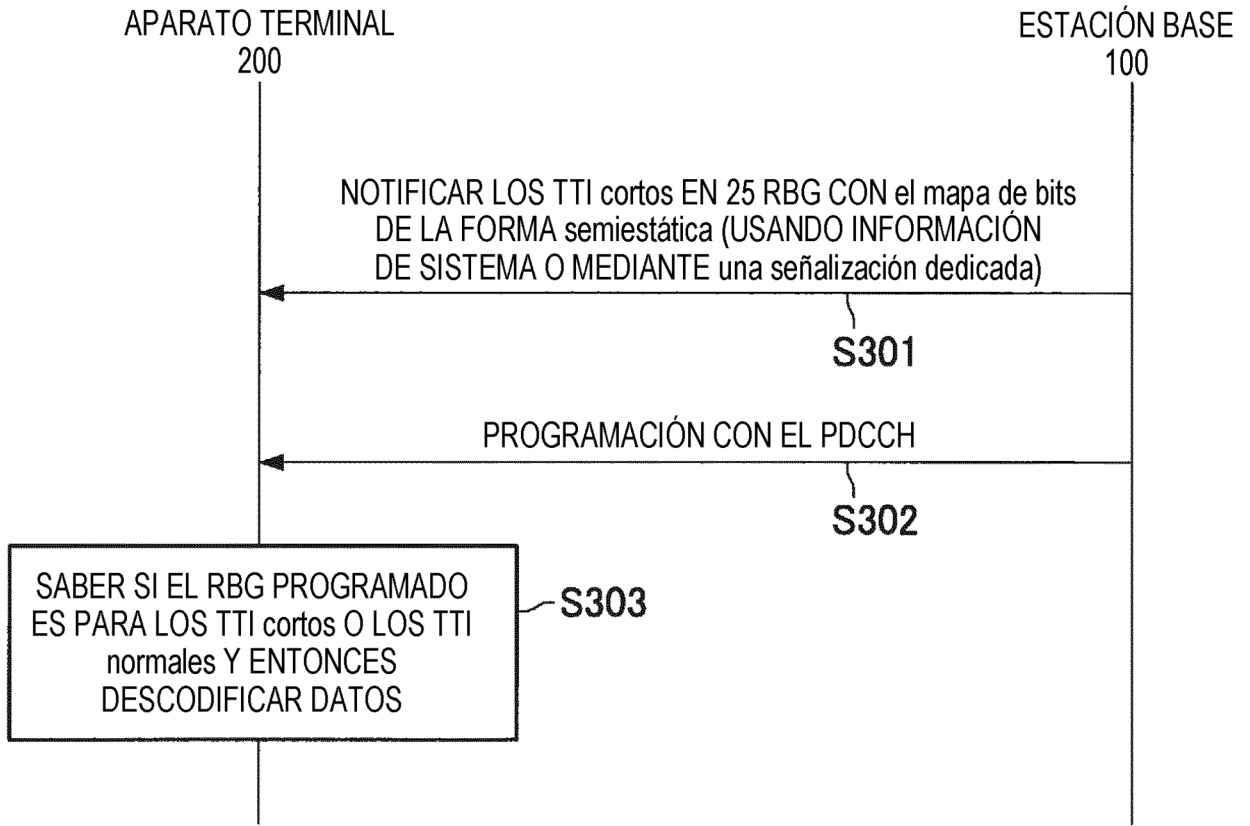 APARATO TERMINAL
200
ESTACIÓN BASE
100
NOTIFICAR LOS TTI cortos EN 25 RBG CON el mapa de bits
DE LA FORMA semiestática (USANDO INFORMACIÓN
DE SISTEMA O MEDIANTE una señalización dedicada)
S301
PROGRAMACIÓN CON EL PDCCH
S302
SABER SI EL RBG PROGRAMADO
ES PARA LOS TTI cortos O LOS TTI
normales Y ENTONCES
DESCODIFICAR DATOS
S303